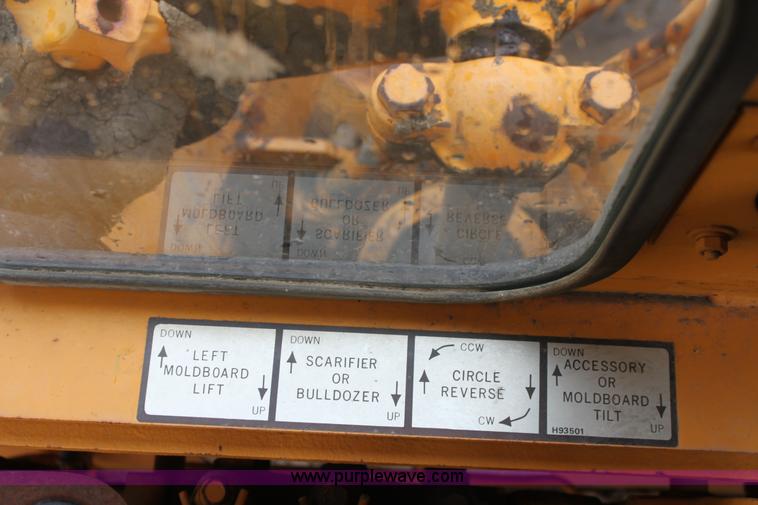 DOWN
LEFT
MOLDBOARD
LIFT
UP
DOWN
SCARIFIER
OR
BULLDOZER
UP
CCW
CIRCLE
REVERSE
CW
DOWN
ACCESSORY
OR
MOLDBOARD
TILT
H93501
UP
www.purplewave.com